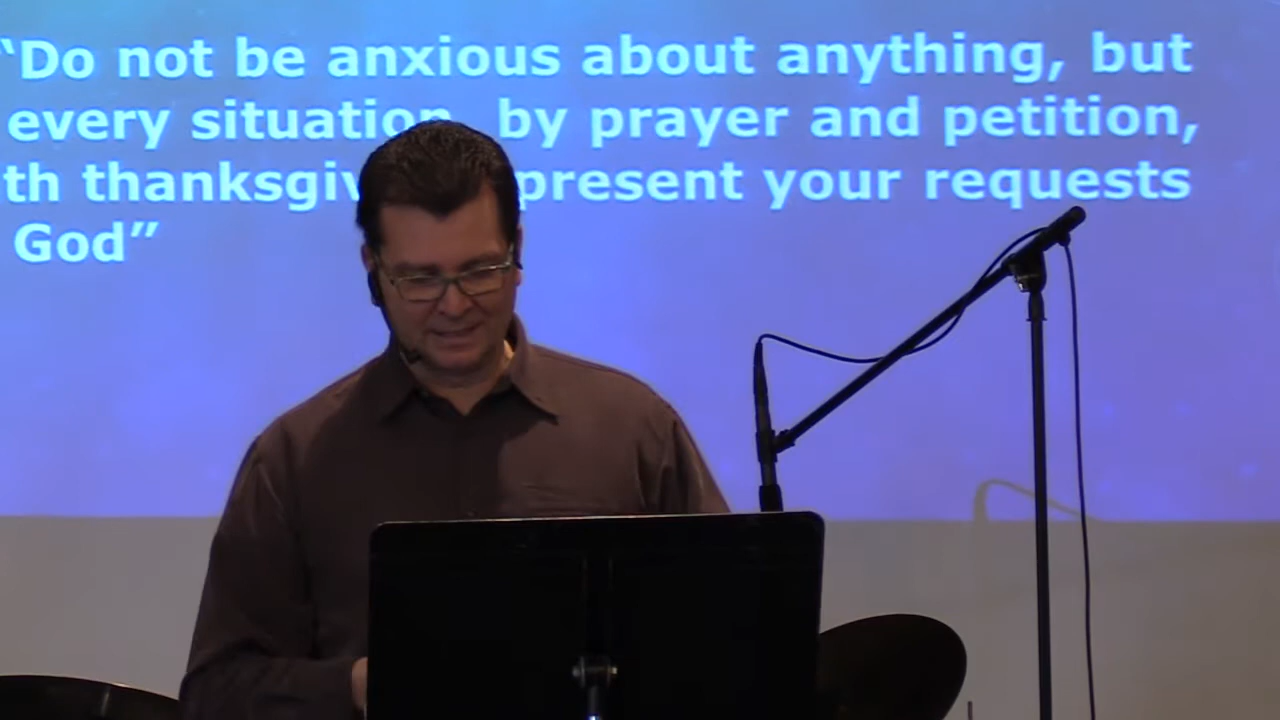 “Do not be anxious about anything, but
every situation, by prayer and petition,
th thanksgiv present your requests
God”